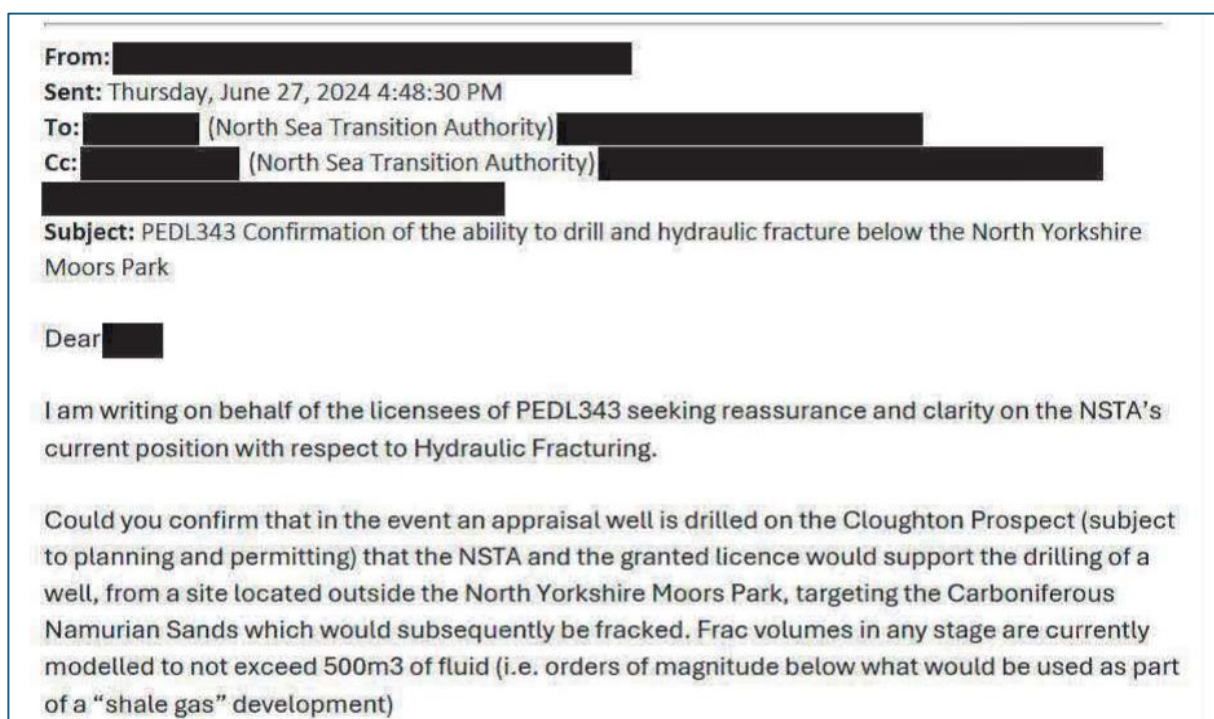 From:
Sent: Thursday, June 27, 2024 4:48:30 PM
To: (North Sea Transition Authority)
Cc: (North Sea Transition Authority)
Subject: PEDL343 Confirmation of the ability to drill and hydraulic fracture below the North Yorkshire
Moors Park
Dear
I am writing on behalf of the licensees of PEDL343 seeking reassurance and clarity on the NSTA's
current position with respect to Hydraulic Fracturing.
Could you confirm that in the event an appraisal well is drilled on the Cloughton Prospect (subject
to planning and permitting) that the NSTA and the granted licence would support the drilling of a
well, from a site located outside the North Yorkshire Moors Park, targeting the Carboniferous
Namurian Sands which would subsequently be fracked. Frac volumes in any stage are currently
modelled to not exceed 500m3 of fluid (i.e. orders of magnitude below what would be used as part
of a “shale gas” development)